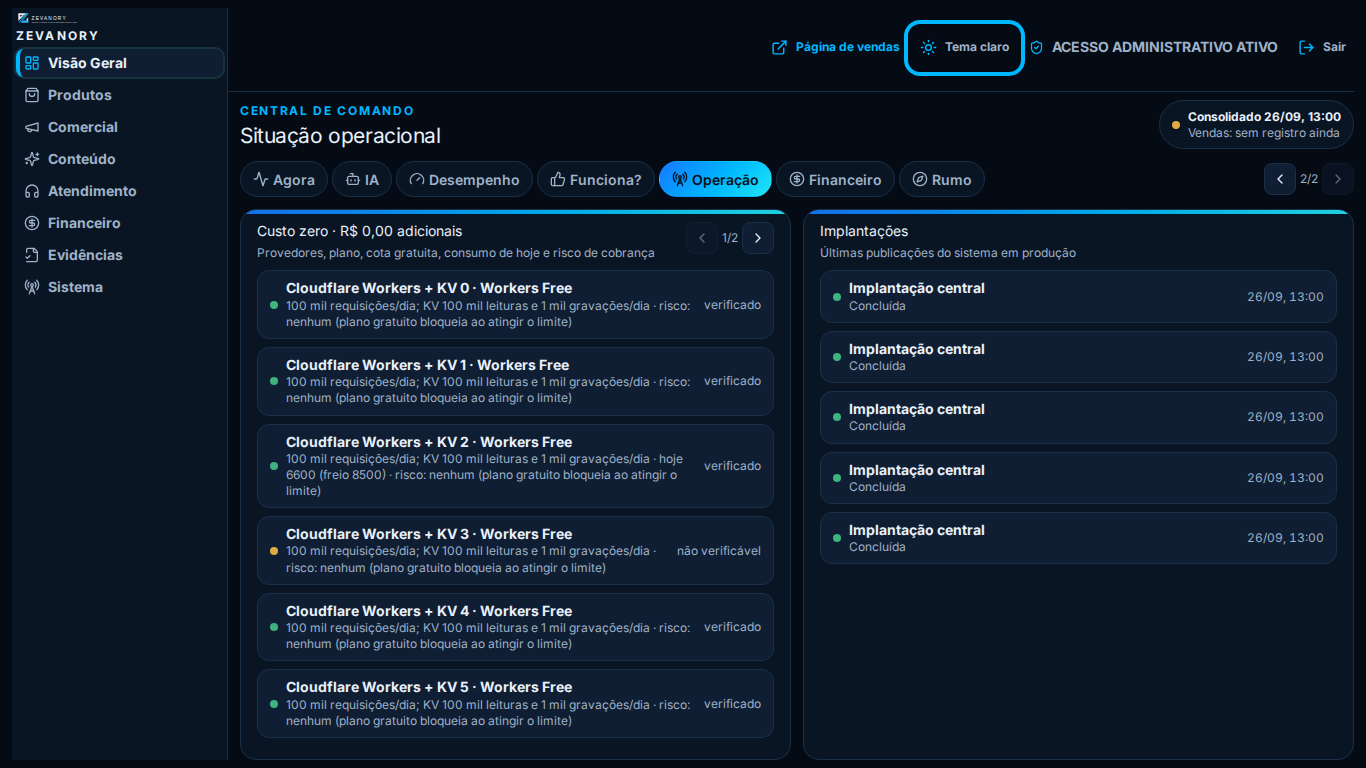 ZEVANORY
ZEVANORY
Visão Geral
Produtos
Comercial
Conteúdo
Atendimento
Financeiro
Evidências
Sistema
Página de vendas
Tema claro
ACESSO ADMINISTRATIVO ATIVO
Sair
CENTRAL DE COMANDO
Situação operacional
Consolidado 26/09, 13:00
Vendas: sem registro ainda
Agora
IA
Desempenho
Funciona?
Operação
Financeiro
Rumo
2/2
Custo zero · R$ 0,00 adicionais
Provedores, plano, cota gratuita, consumo de hoje e risco de cobrança
1/2
Cloudflare Workers + KV 0 · Workers Free
100 mil requisições/dia; KV 100 mil leituras e 1 mil gravações/dia · risco:
nenhum (plano gratuito bloqueia ao atingir o limite)
verificado
Cloudflare Workers + KV 1 · Workers Free
100 mil requisições/dia; KV 100 mil leituras e 1 mil gravações/dia · risco:
nenhum (plano gratuito bloqueia ao atingir o limite)
verificado
Cloudflare Workers + KV 2 · Workers Free
100 mil requisições/dia; KV 100 mil leituras e 1 mil gravações/dia · hoje
6600 (freio 8500) · risco: nenhum (plano gratuito bloqueia ao atingir o
limite)
verificado
Cloudflare Workers + KV 3 · Workers Free
100 mil requisições/dia; KV 100 mil leituras e 1 mil gravações/dia ·
risco: nenhum (plano gratuito bloqueia ao atingir o limite)
não verificável
Cloudflare Workers + KV 4 · Workers Free
100 mil requisições/dia; KV 100 mil leituras e 1 mil gravações/dia · risco:
nenhum (plano gratuito bloqueia ao atingir o limite)
verificado
Cloudflare Workers + KV 5 · Workers Free
100 mil requisições/dia; KV 100 mil leituras e 1 mil gravações/dia · risco:
nenhum (plano gratuito bloqueia ao atingir o limite)
verificado
Implantações
Últimas publicações do sistema em produção
Implantação central
Concluída
26/09, 13:00
Implantação central
Concluída
26/09, 13:00
Implantação central
Concluída
26/09, 13:00
Implantação central
Concluída
26/09, 13:00
Implantação central
Concluída
26/09, 13:00